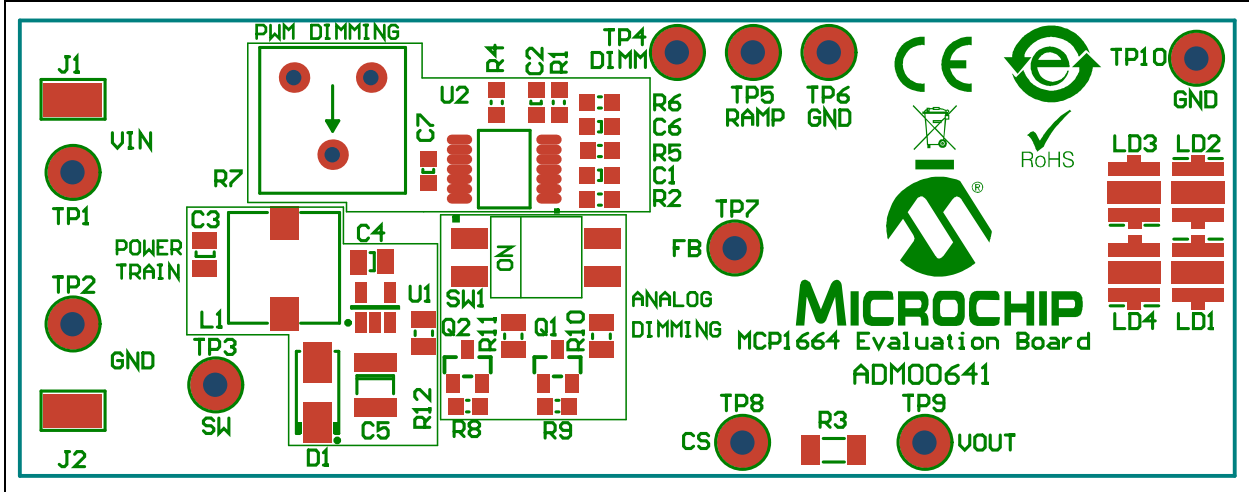 PWM DIMMING
TP4
DIMM
TP5
RAMP
TP6
GND
CE
e
TP10
GND
J1
VIN
TP1
R7
C7
U2
R4
C2
R1
R6
C6
R5
C1
R2
RoHS
LD3
LD2
LD4
LD1
C3
POWER
TRAIN
L1
C4
U1
TP2
GND
TP3
SW
J2
D1
C5
R12
ON
SW1
ANALOG
DIMMING
Q2
R11
Q1
R10
R8
R9
TP7
FB
®
MICROCHIP
MCP1664 Evaluation Board
ADM00641
TP8
CS
R3
TP9
VOUT